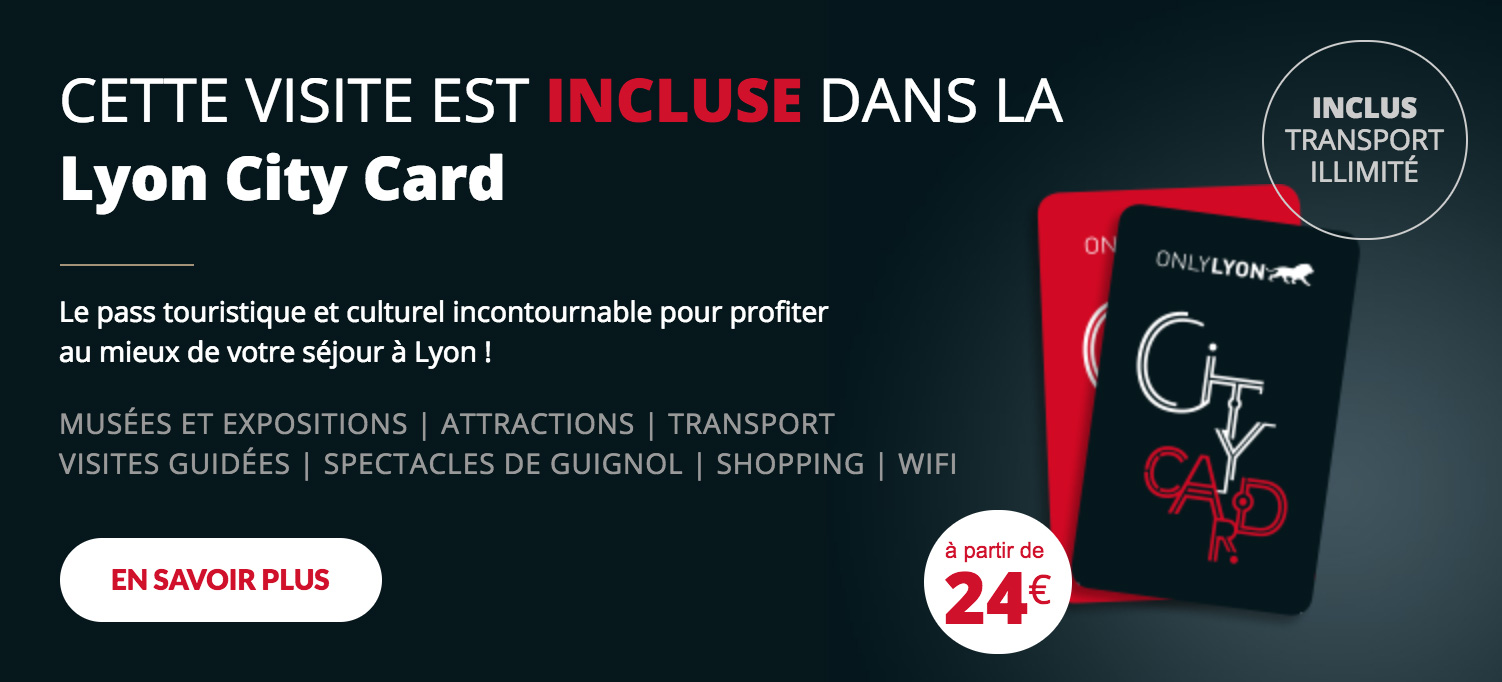 CETTE VISITE EST INCLUSE DANS LA
Lyon City Card
Le pass touristique et culturel incontournable pour profiter
au mieux de votre séjour à Lyon !
MUSÉES ET EXPOSITIONS | ATTRACTIONS | TRANSPORT
VISITES GUIDÉES | SPECTACLES DE GUIGNOL | SHOPPING | WIFI
EN SAVOIR PLUS
INCLUS
TRANSPORT
ILLIMITÉ
ON
C
ONLYLYON
CITY
CARD
à partir de
24€